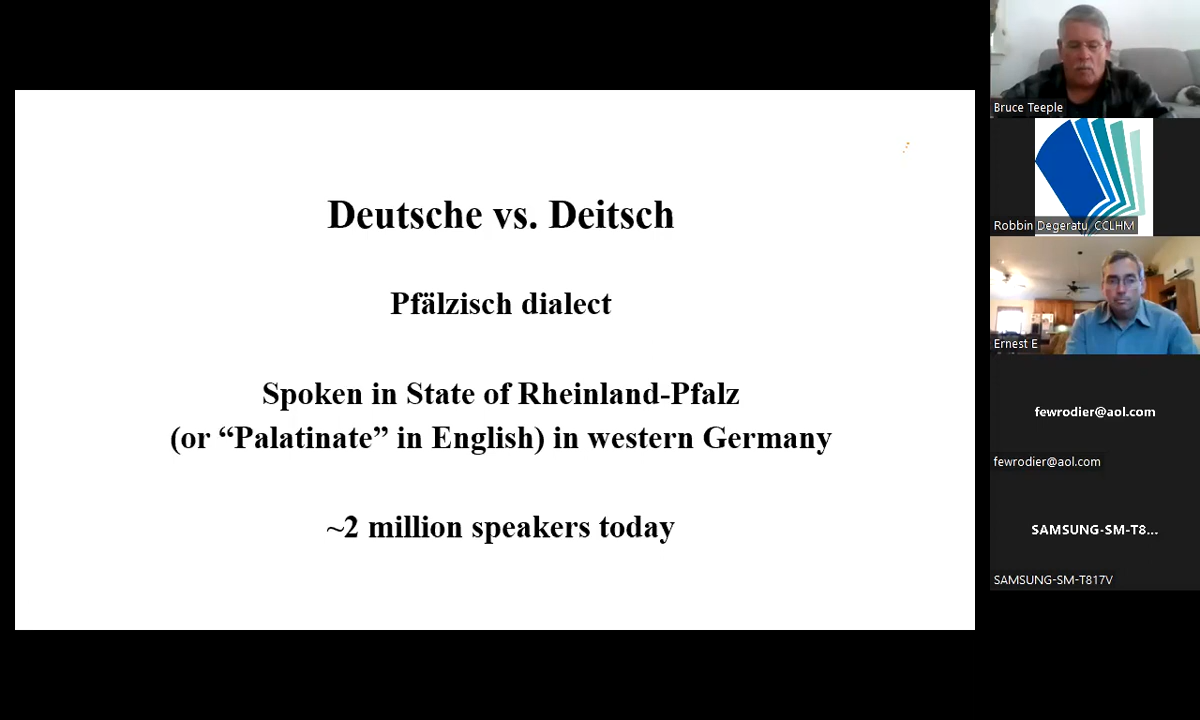 Deutsche vs. Deitsch
Pfälzisch dialect
Spoken in State of Rheinland-Pfalz
(or “Palatinate” in English) in western Germany
~2 million speakers today
Bruce Teeple
Robbin Degeratu, CCLHM
Ernest E
fewrodier@aol.com
fewrodier@aol.com
SAMSUNG-SM-T8...
SAMSUNG-SM-T817V